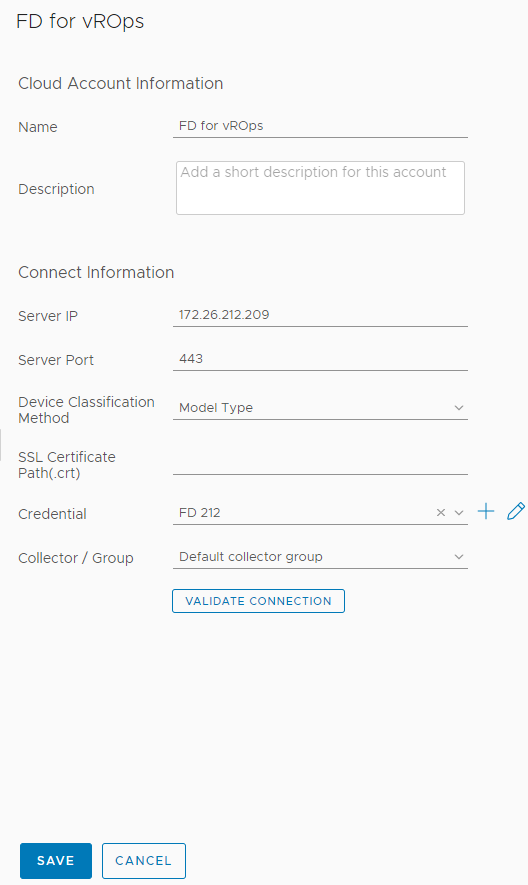 FD for vROps
Cloud Account Information
Name
FD for vROps
Description
Add a short description for this account
Connect Information
Server IP
172.26.212.209
Server Port
443
Device Classification
Method
Model Type
SSL Certificate
Path(.crt)
Credential
FD 212
Collector / Group
Default collector group
VALIDATE CONNECTION
SAVE
CANCEL